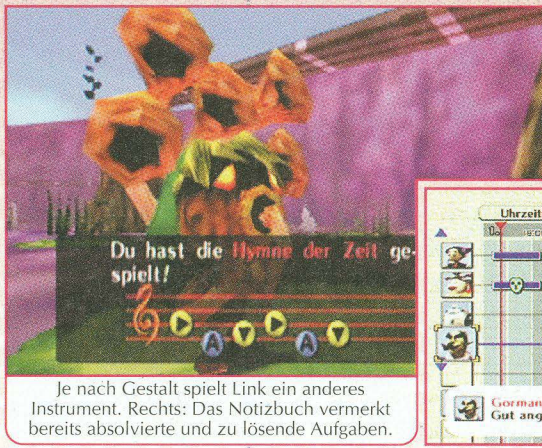 Du hast die Hymne der Zeit ge-
spielt!
A
A
Je nach Gestalt spielt Link ein anderes
Instrument. Rechts: Das Notizbuch vermerkt
bereits absolvierte und zu lösende Aufgaben.
Uhrzeit
Gorman
Gut ang